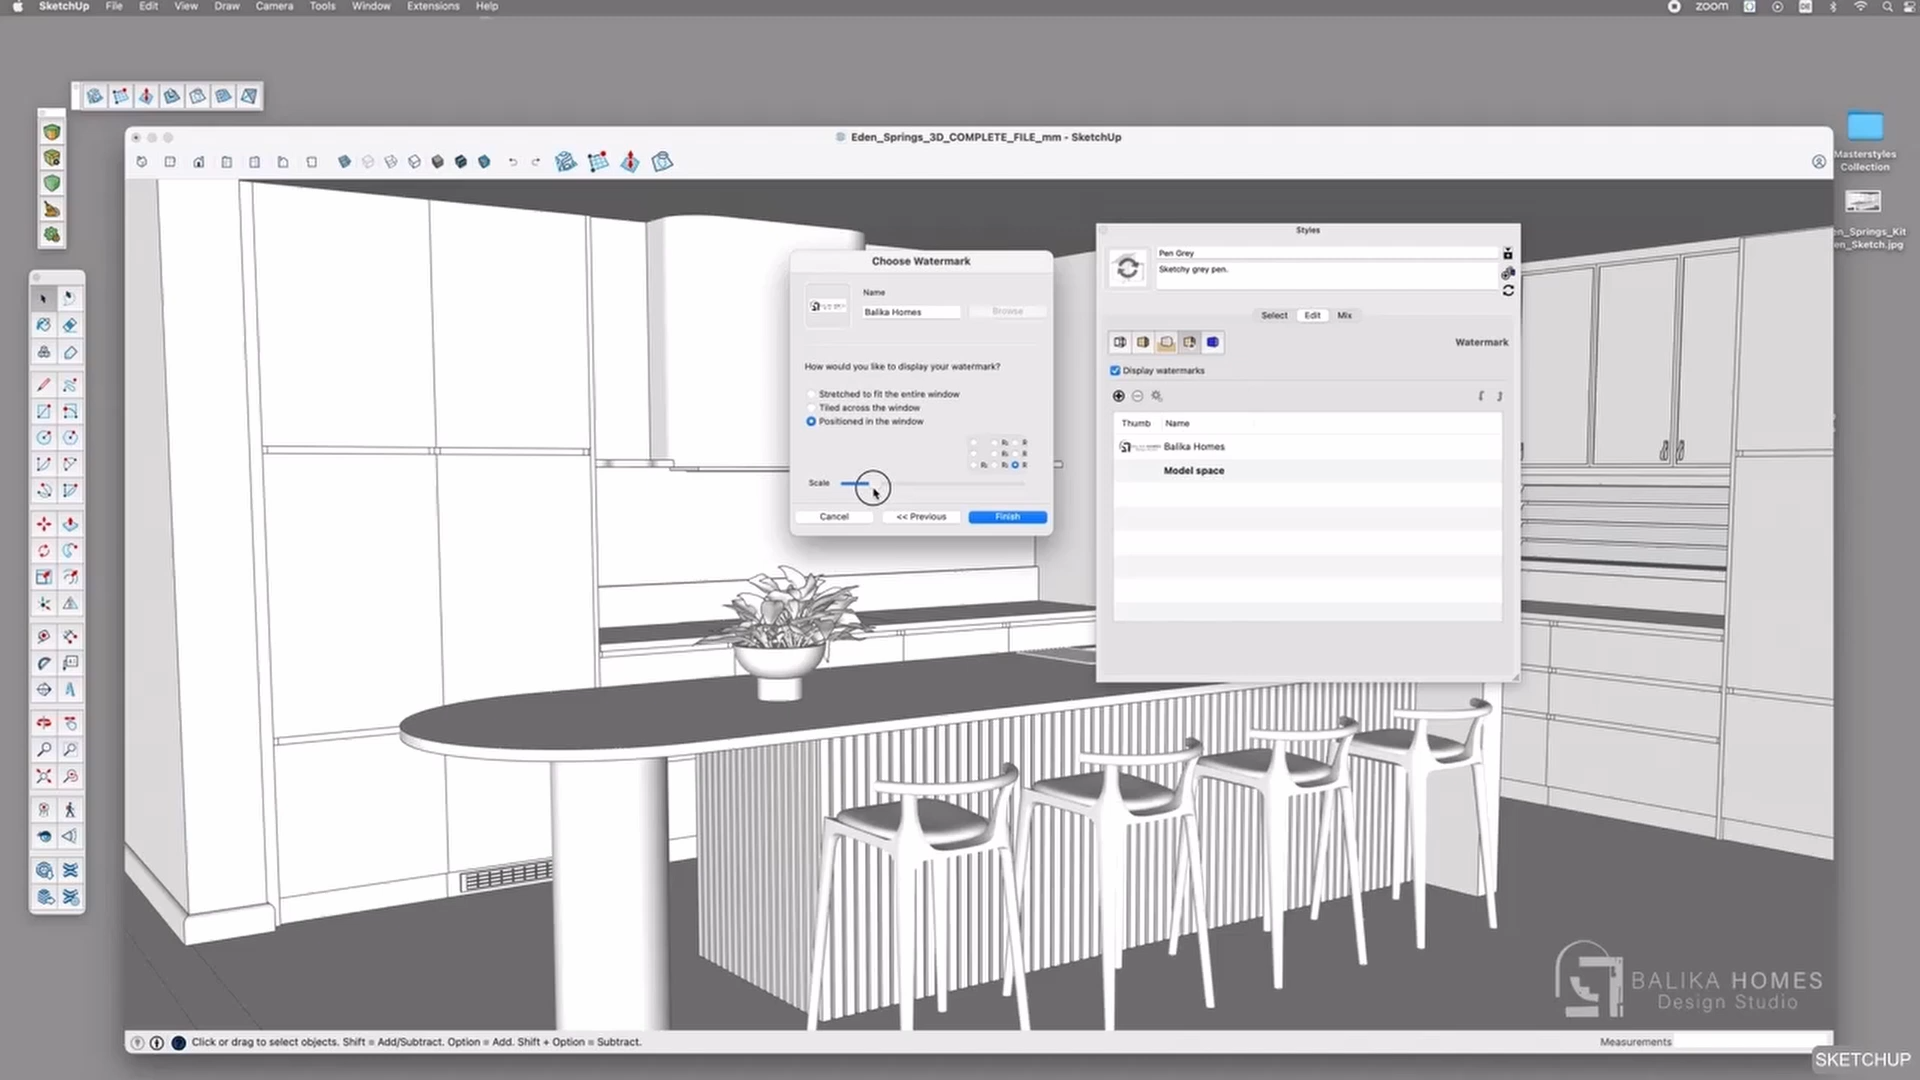 SketchUp File Edit View Draw Camera Tools Window Extensions Help
zoom
Eden_Springs_3D_COMPLETE_FILE_mm - SketchUp
Masterstyles
Collection
en_Springs_Kit
en_Sketch.jpg
Choose Watermark
Name
Balika Homes
Browse
How would you like to display your watermark?
Stretched to fit the entire window
Tiled across the window
Positioned in the window
Scale
Cancel
<< Previous
Finish
Styles
Pen Grey
Sketchy grey pen.
Select Edit Mix
Watermark
Display watermarks
Thumb Name
Balika Homes
Model space
BALIKA HOMES
Design Studio
Click or drag to select objects. Shift = Add/Subtract. Option = Add. Shift + Option = Subtract.
Measurements
SKETCHUP